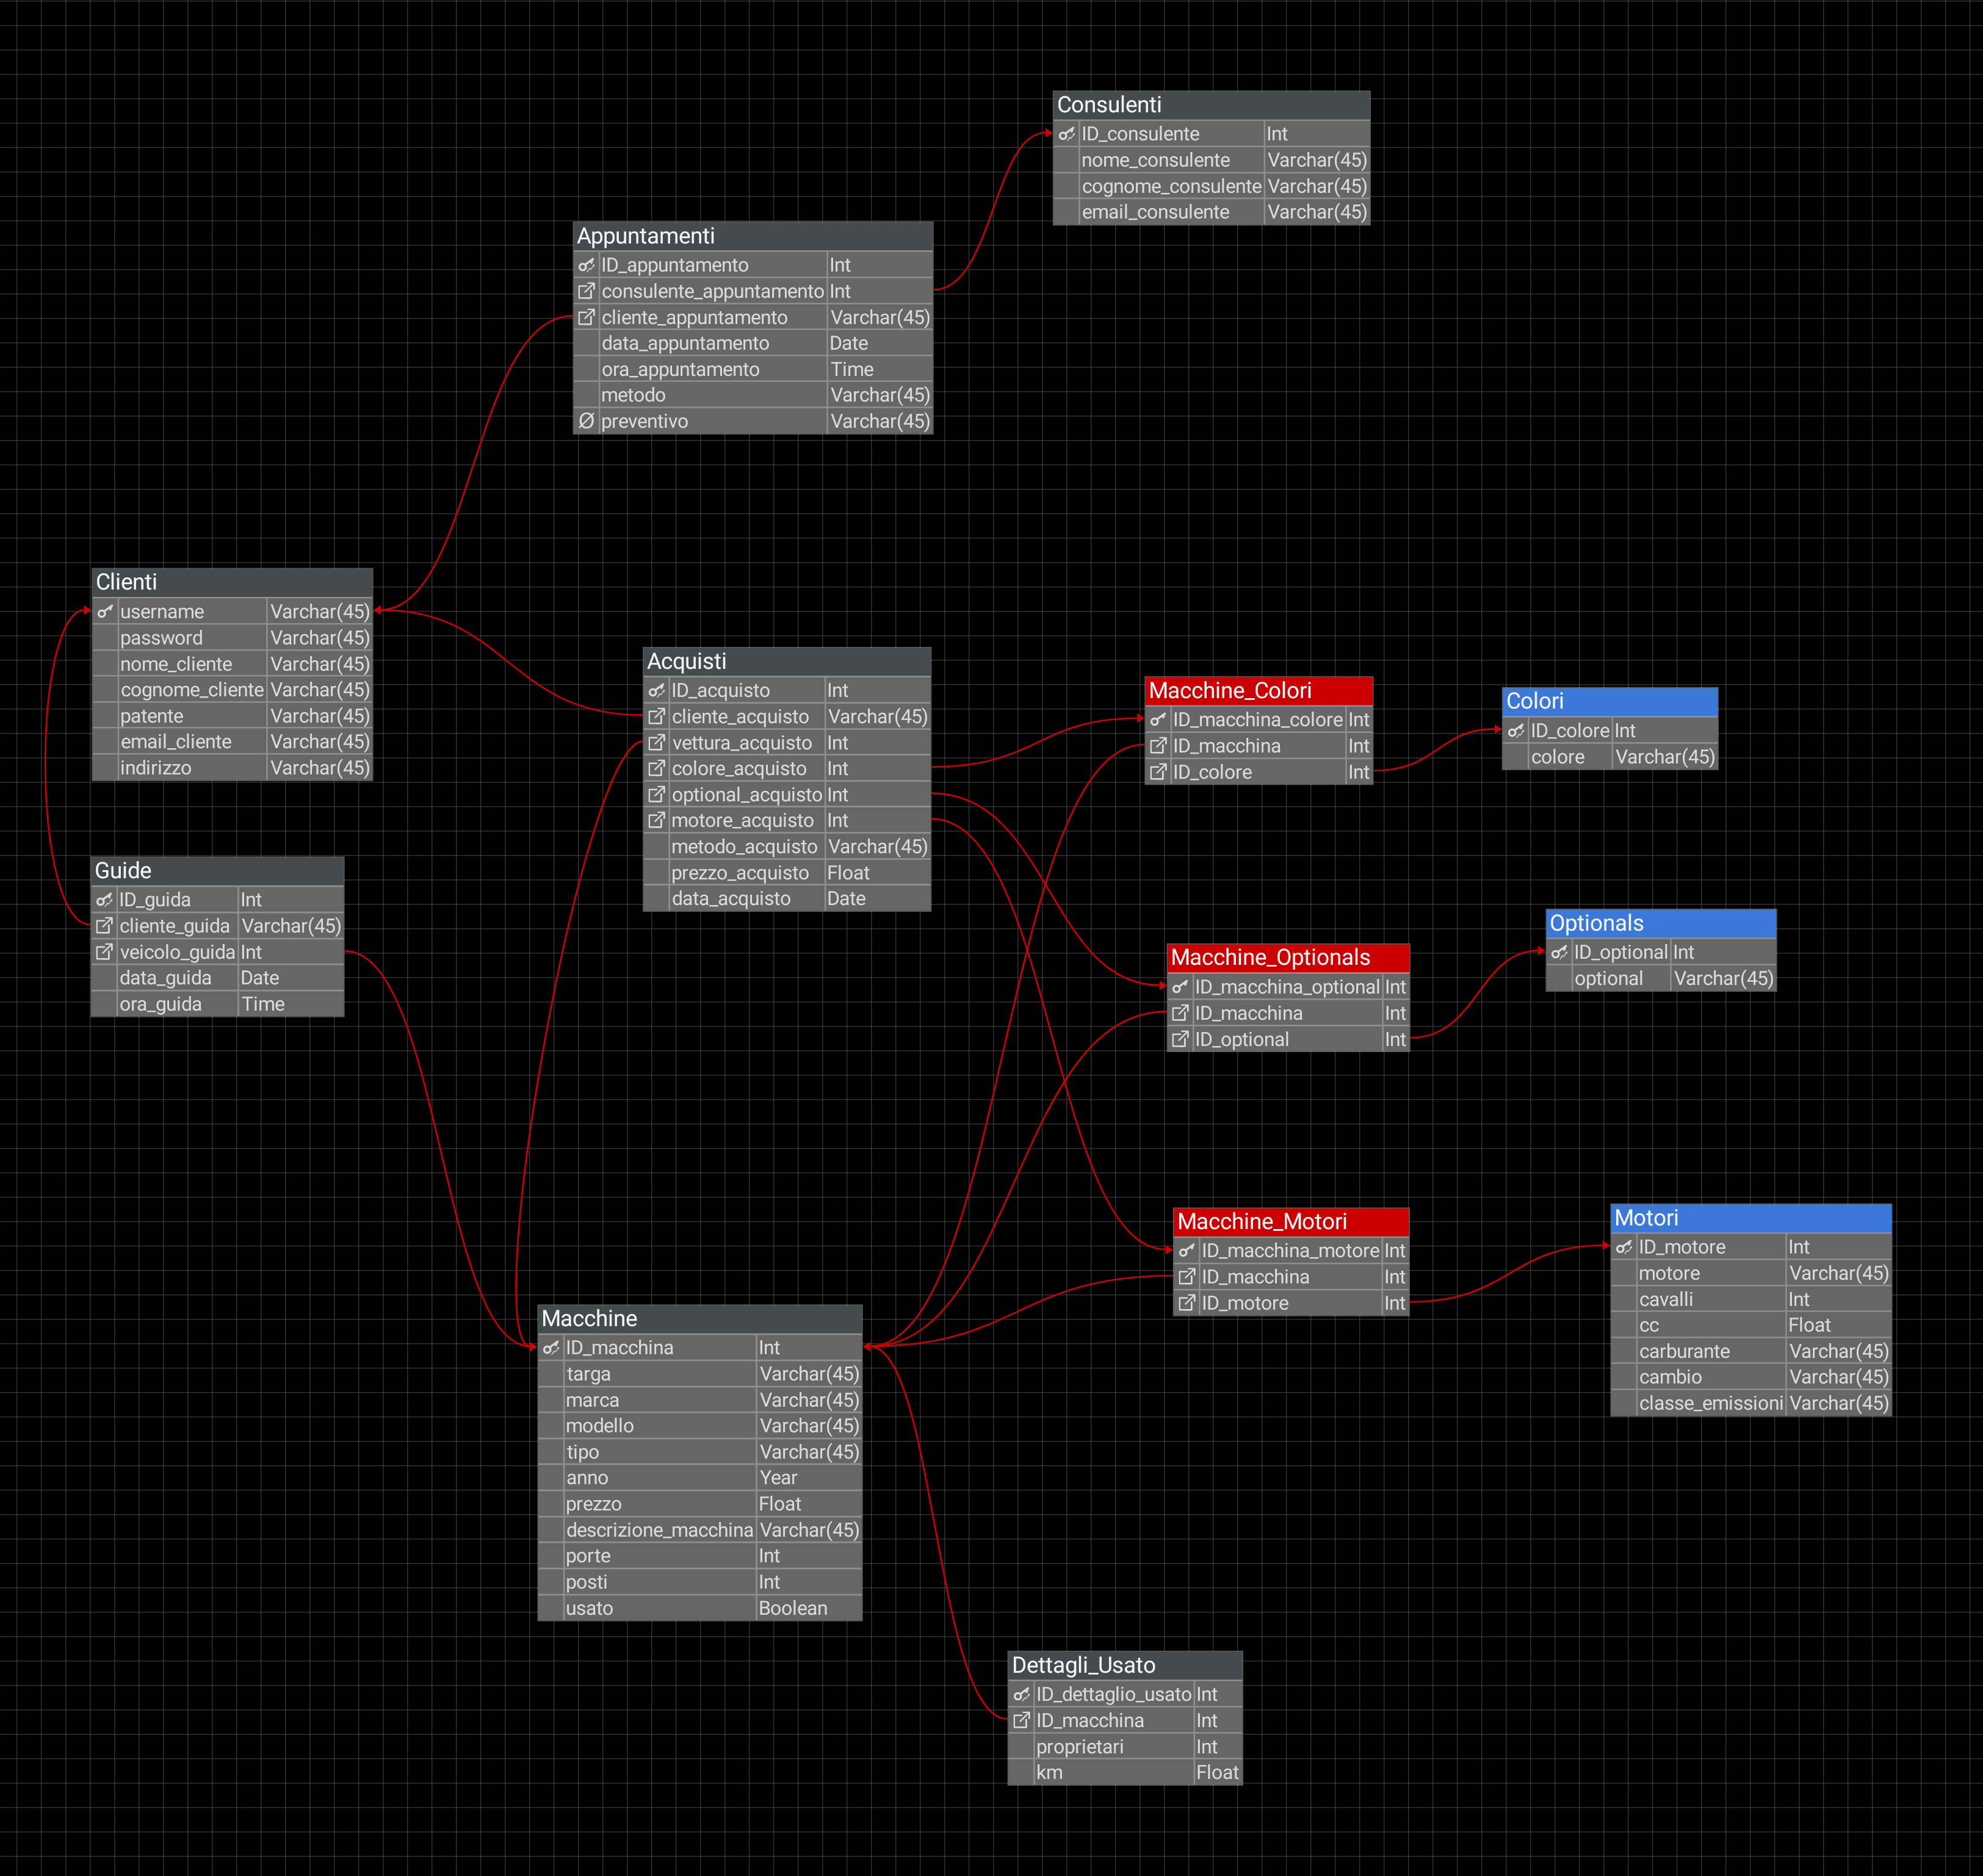 Consulenti
ID_consulente Int
nome_consulente Varchar(45)
cognome_consulente Varchar(45)
email_consulente Varchar(45)
Appuntamenti
ID_appuntamento Int
consulente_appuntamento Int
cliente_appuntamento Varchar(45)
data_appuntamento Date
ora_appuntamento Time
metodo Varchar(45)
Ø preventivo Varchar(45)
Clienti
username Varchar(45)
password Varchar(45)
nome_cliente Varchar(45)
cognome_cliente Varchar(45)
patente Varchar(45)
email_cliente Varchar(45)
indirizzo Varchar(45)
Acquisti
ID_acquisto Int
cliente_acquisto Varchar(45)
vettura_acquisto Int
colore_acquisto Int
optional_acquisto Int
motore_acquisto Int
metodo_acquisto Varchar(45)
prezzo_acquisto Float
data_acquisto Date
Macchine_Colori
ID_macchina_colore Int
ID_macchina Int
ID_colore Int
Colori
ID_colore Int
colore Varchar(45)
Guide
ID_guida Int
cliente_guida Varchar(45)
veicolo_guida Int
data_guida Date
ora_guida Time
Macchine_Optionals
ID_macchina_optional Int
ID_macchina Int
ID_optional Int
Optionals
ID_optional Int
optional Varchar(45)
Macchine_Motori
ID_macchina_motore Int
ID_macchina Int
ID_motore Int
Motori
ID_motore Int
motore Varchar(45)
cavalli Int
cc Float
carburante Varchar(45)
cambio Varchar(45)
classe_emissioni Varchar(45)
Macchine
ID_macchina Int
targa Varchar(45)
marca Varchar(45)
modello Varchar(45)
tipo Varchar(45)
anno Year
prezzo Float
descrizione_macchina Varchar(45)
porte Int
posti Int
usato Boolean
Dettagli_Usato
ID_dettaglio_usato Int
ID_macchina Int
proprietari Int
km Float